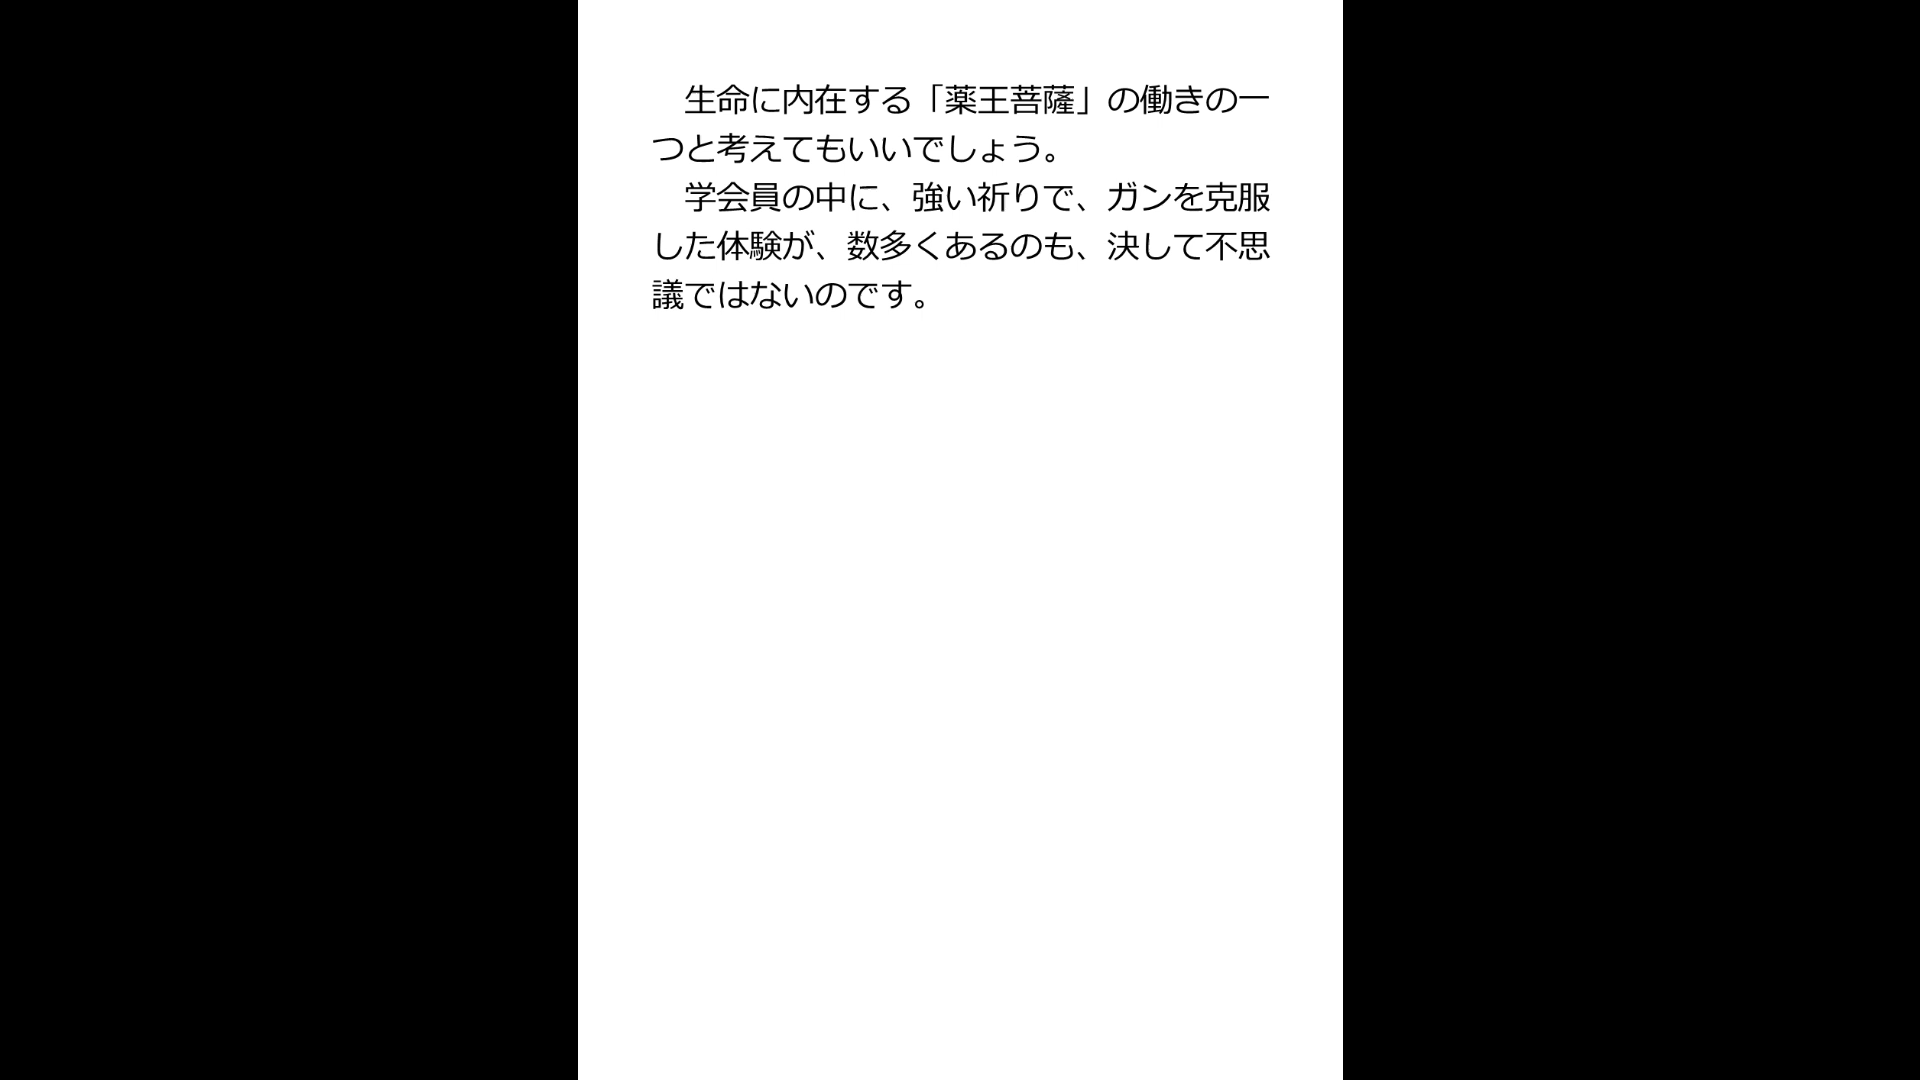 生命に内在する「薬王菩薩」の働きの一
つと考えてもいいでしょう。
　学会員の中に、強い祈りで、ガンを克服
した体験が、数多くあるのも、決して不思
議ではないのです。